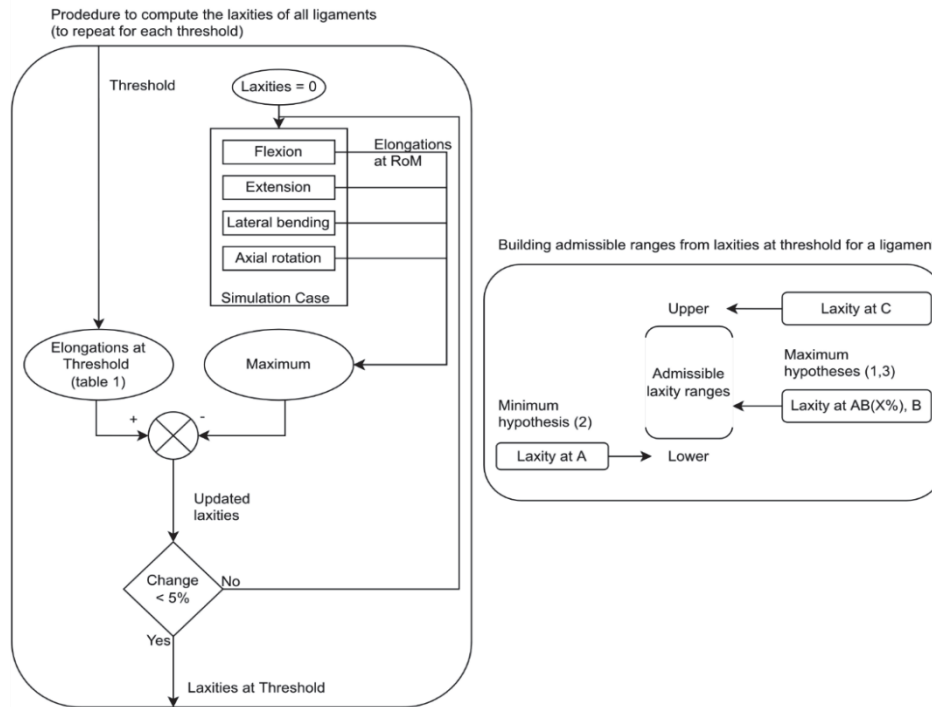 Prodedure to compute the laxities of all ligaments
(to repeat for each threshold)
Threshold
Laxities = 0
Elongations
at RoM
Flexion
Extension
Lateral bending
Axial rotation
Simulation Case
Elongations at
Threshold
(table 1)
Maximum
+
-
Updated
laxities
Change
< 5%
No
Yes
Laxities at Threshold
Building admissible ranges from laxities at threshold for a ligament
Upper
Laxity at C
Admissible
laxity ranges
Maximum
hypotheses (1,3)
Laxity at AB(X%), B
Minimum
hypothesis (2)
Laxity at A
Lower